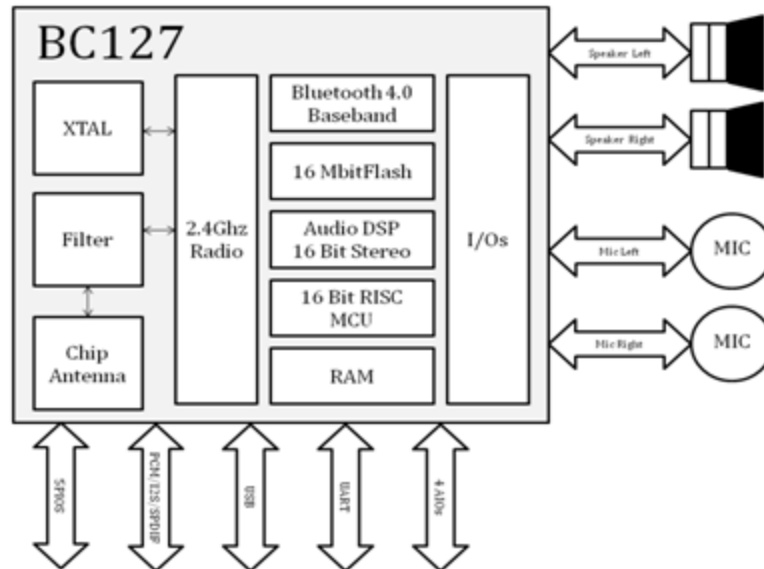 BC127
XTAL
Filter
Chip
Antenna
2.4Ghz
Radio
Bluetooth 4.0
Baseband
16 MbitFlash
Audio DSP
16 Bit Stereo
16 Bit RISC
MCU
RAM
I/Os
Speaker Left
Speaker Right
Mic Left
MIC
Mic Right
MIC
PCM/I2S/SPDIF
USB
UART
4 AIOs